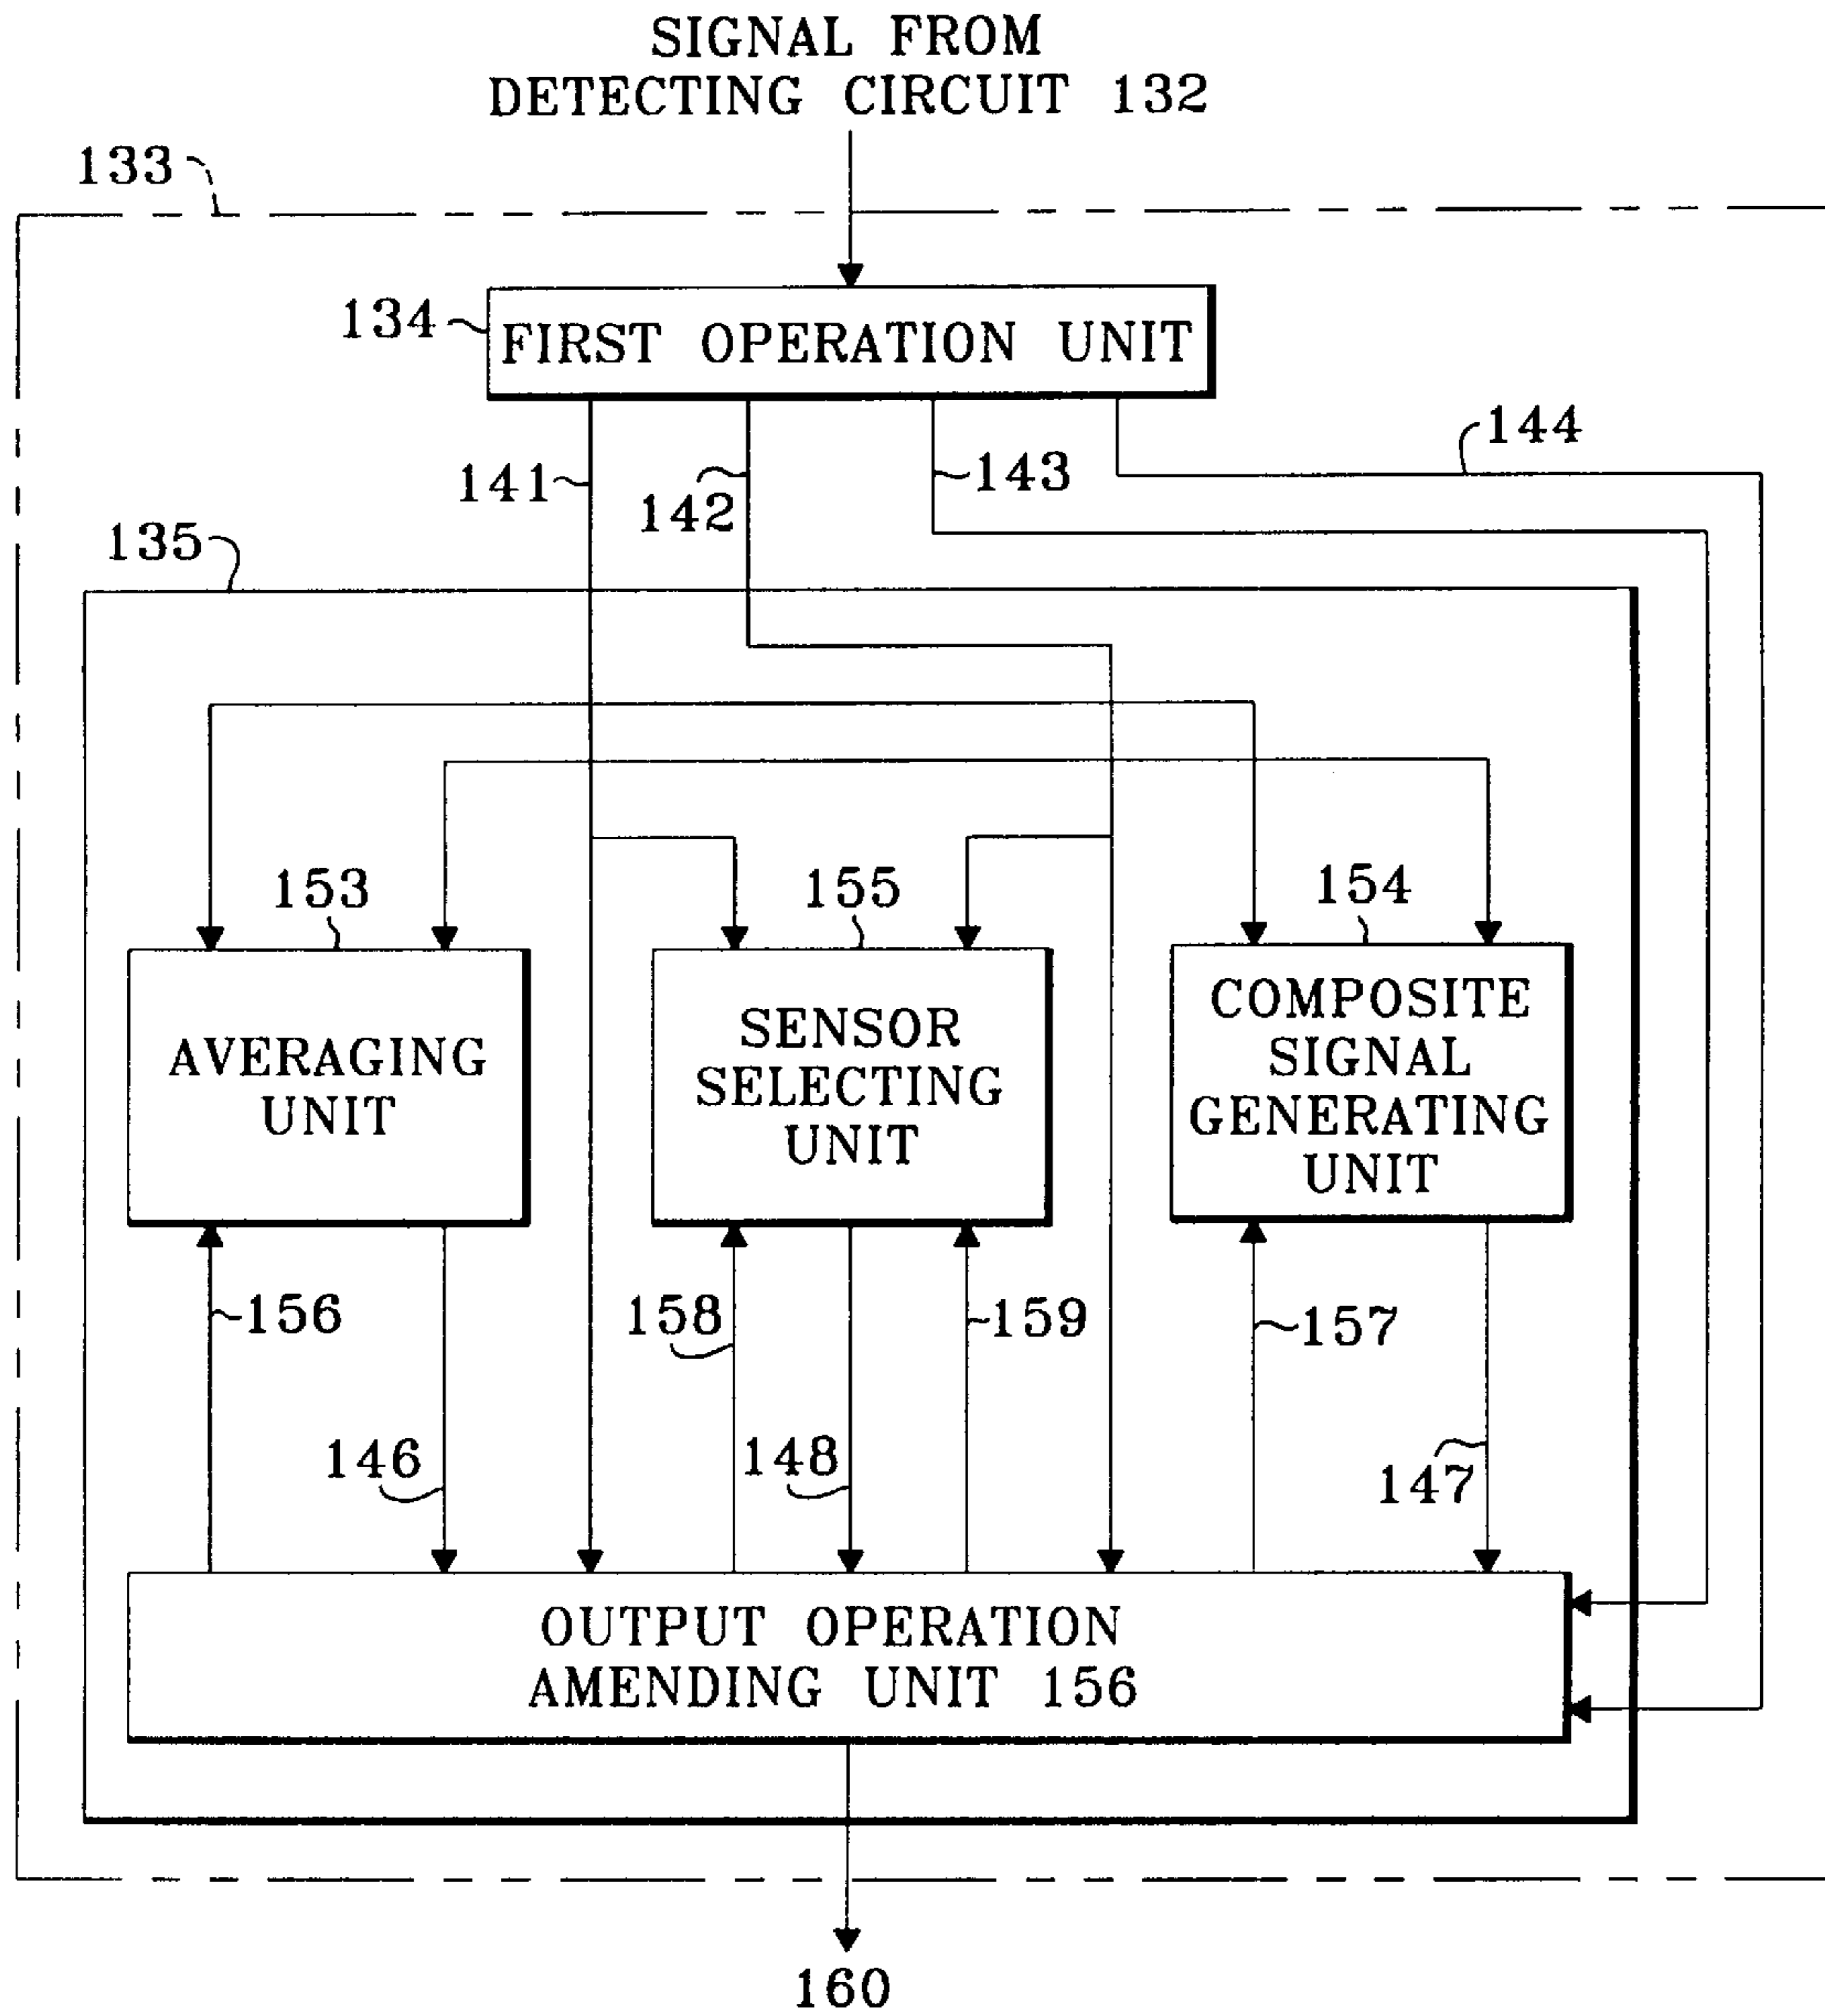 SIGNAL FROM
DETECTING CIRCUIT 132
133
134
FIRST OPERATION UNIT
141
142
143
144
135
153
155
154
AVERAGING
UNIT
SENSOR
SELECTING
UNIT
COMPOSITE
SIGNAL
GENERATING
UNIT
156
158
159
157
146
148
147
OUTPUT OPERATION
AMENDING UNIT 156
160